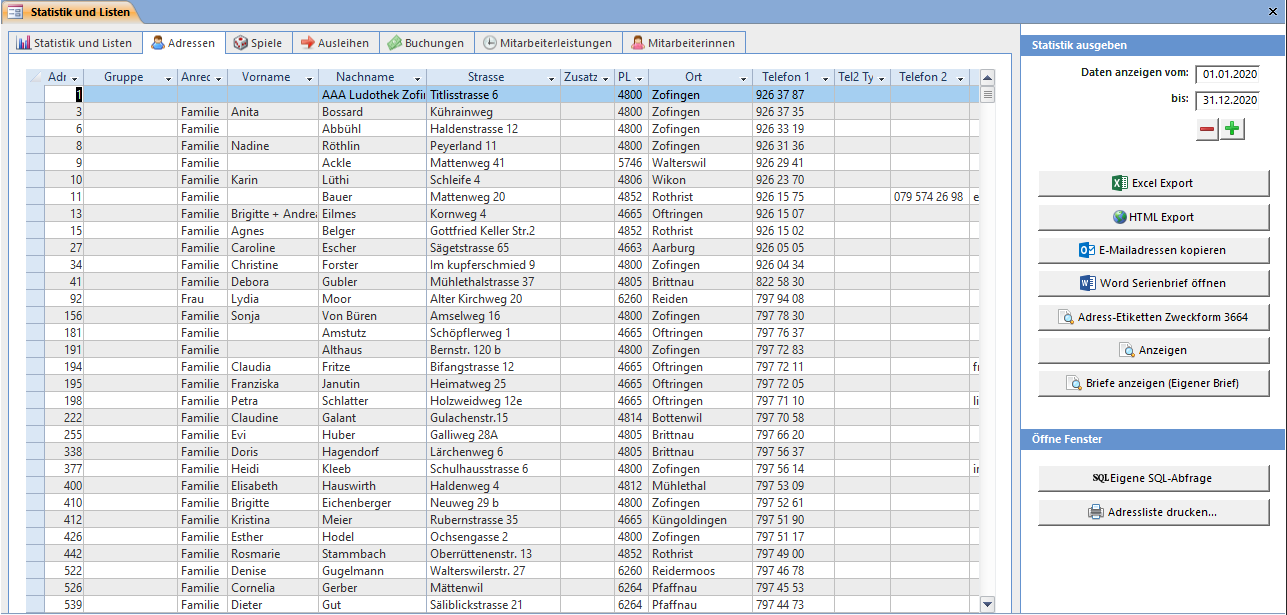 Statistik und Listen
Statistik und Listen Adressen Spiele Ausleihen Buchungen Mitarbeiterleistungen Mitarbeiterinnen
Adr Gruppe Anrec Vorname Nachname Strasse Zusatz PL Ort Telefon 1 Tel2 Ty Telefon 2
1 AAA Ludothek Zofin Titlisstrasse 6 4800 Zofingen 926 37 87
3 Familie Anita Bossard Kührainweg 4800 Zofingen 926 37 35
6 Familie Abbühl Haldenstrasse 12 4800 Zofingen 926 33 19
8 Familie Nadine Röthlin Peyerland 11 4800 Zofingen 926 31 36
9 Familie Ackle Mattenweg 41 5746 Walterswil 926 29 41
10 Familie Karin Lüthi Schleife 4 4806 Wikon 926 23 70
11 Familie Bauer Mattenweg 20 4852 Rothrist 926 15 75 079 574 26 98 e
13 Familie Brigitte + Andrea Eilmes Kornweg 4 4665 Oftringen 926 15 07
15 Familie Agnes Belger Gottfried Keller Str.2 4852 Rothrist 926 15 02
27 Familie Caroline Escher Sägetstrasse 65 4663 Aarburg 926 05 05
34 Familie Christine Forster Im kupferschmied 9 4800 Zofingen 926 04 34
41 Familie Debora Gubler Mühlethalstrasse 37 4805 Brittnau 822 58 30
92 Frau Lydia Moor Alter Kirchweg 20 6260 Reiden 797 94 08
156 Familie Sonja Von Büren Amselweg 16 4800 Zofingen 797 78 30
181 Familie Amstutz Schöpflerweg 1 4665 Oftringen 797 76 37
191 Familie Althaus Bernstr. 120 b 4800 Zofingen 797 72 83
194 Familie Claudia Fritze Bifangstrasse 12 4665 Oftringen 797 72 11 fr
195 Familie Franziska Janutin Heimatweg 25 4665 Oftringen 797 72 05
198 Familie Petra Schlatter Holzweidweg 12e 4665 Oftringen 797 71 10 li
222 Familie Claudine Galant Gulachenstr.15 4814 Bottenwil 797 70 58
255 Familie Evi Huber Galliweg 28A 4805 Brittnau 797 66 20
338 Familie Doris Hagendorf Lärchenweg 6 4805 Brittnau 797 56 37
377 Familie Heidi Kleeb Schulhausstrasse 6 4800 Zofingen 797 56 14 ir
400 Familie Elisabeth Hauswirth Haldenweg 4 4812 Mühlethal 797 53 09
410 Familie Brigitte Eichenberger Neuweg 29 b 4800 Zofingen 797 52 61
412 Familie Kristina Meier Rubernstrasse 35 4665 Küngoldingen 797 51 90
426 Familie Esther Hodel Ochsengasse 2 4800 Zofingen 797 51 17
442 Familie Rosmarie Stammbach Oberrüttenenstr. 13 4852 Rothrist 797 49 00
522 Familie Denise Gugelmann Walterswilerstr. 27 6260 Reidermoos 797 46 78
526 Familie Cornelia Gerber Mättenwil 6264 Pfaffnau 797 45 53
539 Familie Dieter Gut Säliblickstrasse 21 6264 Pfaffnau 797 44 73
Statistik ausgeben
Daten anzeigen vom: 01.01.2020
bis: 31.12.2020
Excel Export
HTML Export
E-Mailadressen kopieren
Word Serienbrief öffnen
Adress-Etiketten Zweckform 3664
Anzeigen
Briefe anzeigen (Eigener Brief)
Öffne Fenster
SQL Eigene SQL-Abfrage
Adressliste drucken...